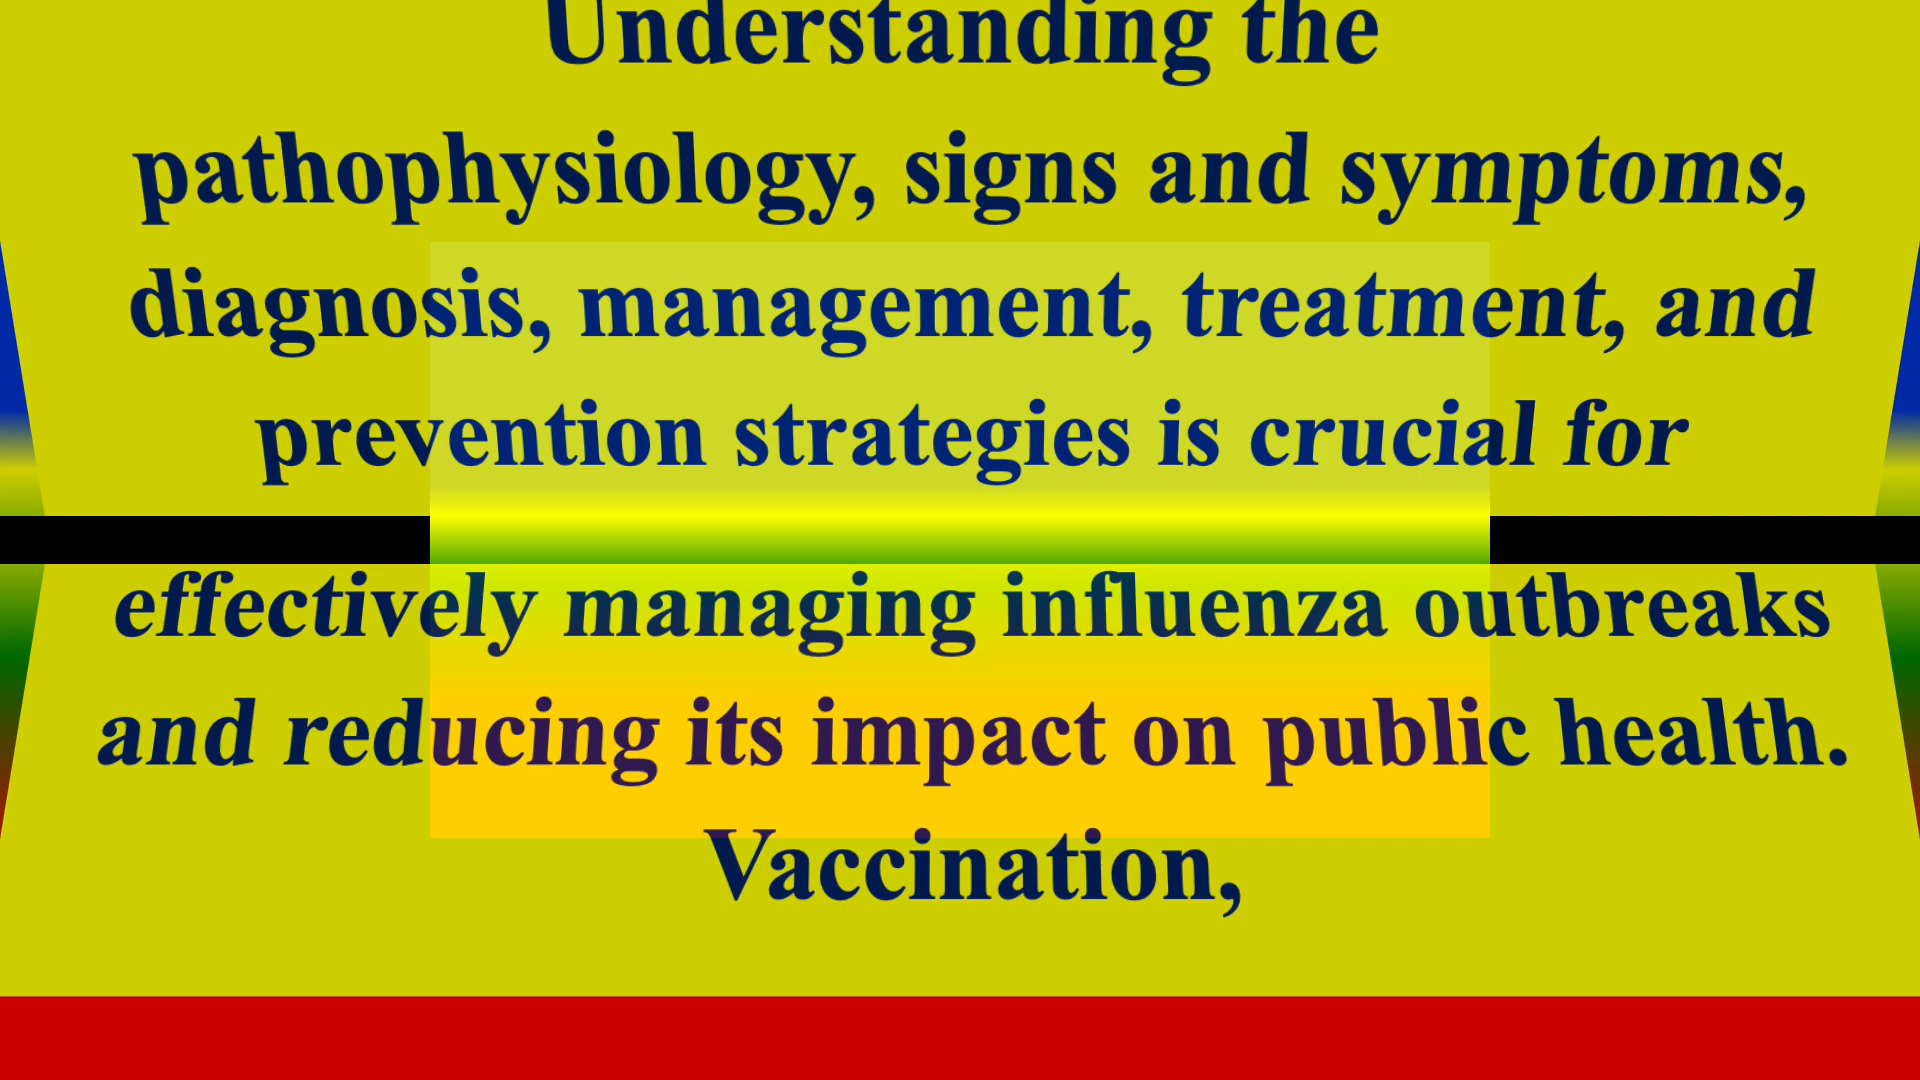 Understanding the
pathophysiology, signs and symptoms,
diagnosis, management, treatment, and
prevention strategies is crucial for
effectively managing influenza outbreaks
and reducing its impact on public health.
Vaccination,